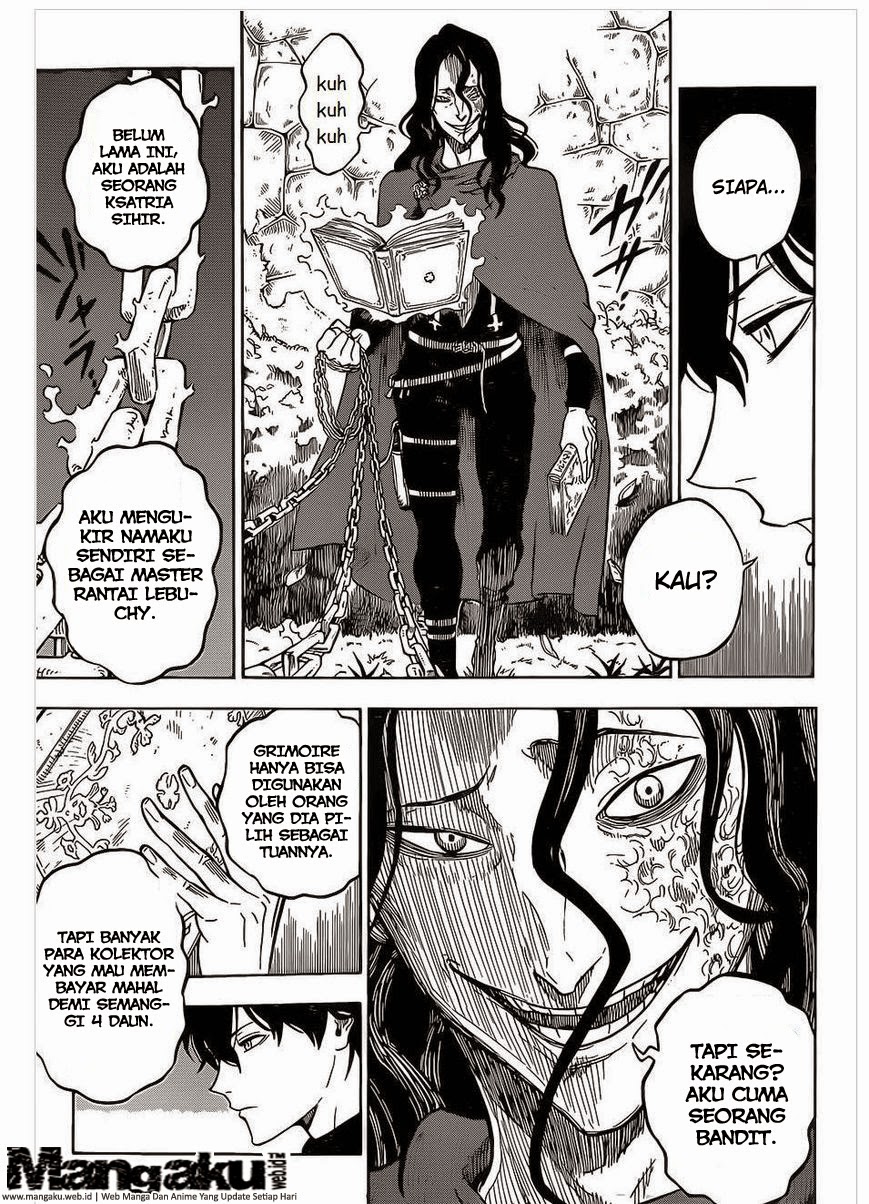 SIAPA...
KAU?
kuh
kuh
kuh
BELUM
LAMA INI,
AKU ADALAH
SEORANG
KSATRIA
SIHIR.
AKU MENGU-
KIR NAMAKU
SENDIRI SE-
BAGAI MASTER
RANTAI LEBU-
CHY.
TAPI SE-
KARANG?
AKU CUMA
SEORANG
BANDIT.
GRIMOIRE
HANYA BISA
DIGUNAKAN
OLEH ORANG
YANG DIA PI-
LIH SEBAGAI
TUANNYA.
TAPI BANYAK
PARA KOLEKTOR
YANG MAU MEM-
BAYAR MAHAL
DEMI SEMANG-
GI 4 DAUN.
Mangaku
www.mangaku.web.id | Web Manga Dan Anime Yang Update Setiap Hari